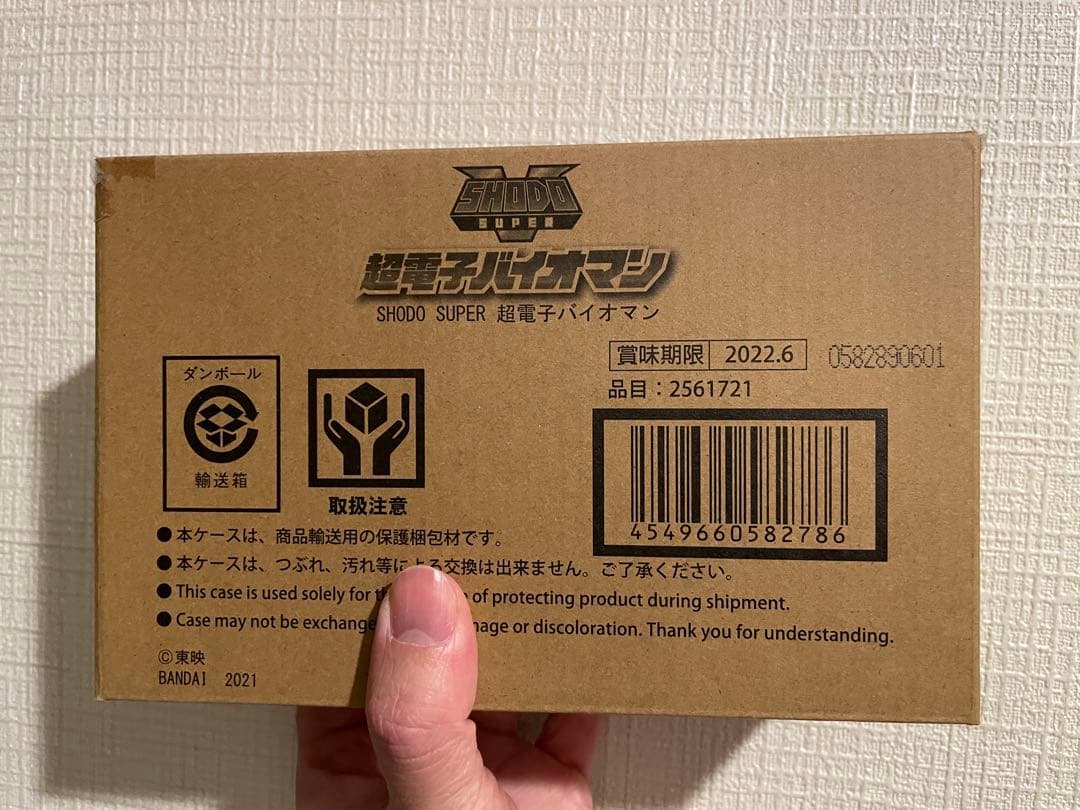 SHODO
SUPER
超電子バイオマン
SHODO SUPER 超電子バイオマン
賞味期限 2022.6 0582890601
品目：2561721
ダンボール
輸送箱
取扱注意
4549660582786
●本ケースは、商品輸送用の保護梱包材です。
●本ケースは、つぶれ、汚れ等による交換は出来ません。ご了承ください。
●This case is used solely for of protecting product during shipment.
●Case may not be or discoloration. Thank you for understanding.
©東映
BANDAI 2021